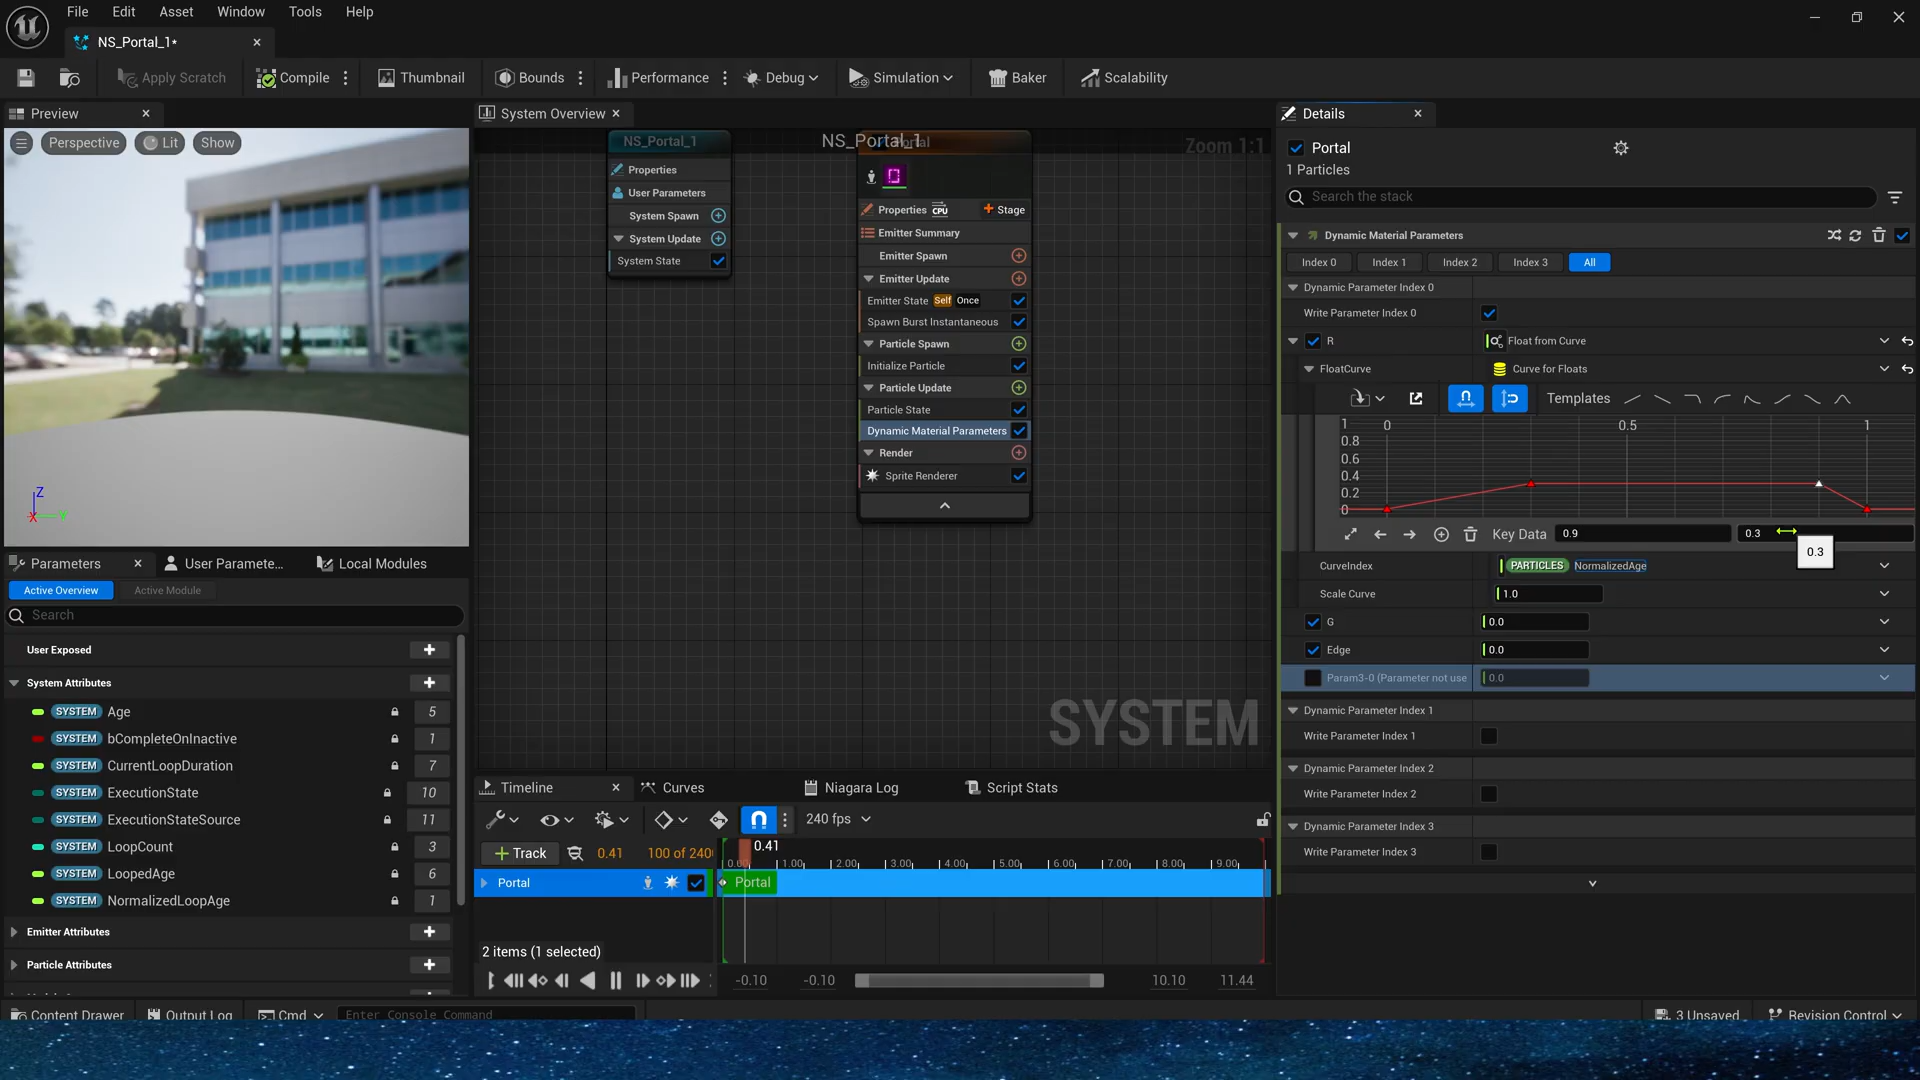 File Edit Asset Window Tools Help
NS_Portal_1*
Apply Scratch Compile Thumbnail Bounds Performance Debug Simulation Baker Scalability
Preview
Perspective Lit Show
Z
X
Parameters User Paramete... Local Modules
Active Overview Active Module
Search
User Exposed
System Attributes
SYSTEM Age 5
SYSTEM bCompleteOnInactive 1
SYSTEM CurrentLoopDuration 7
SYSTEM ExecutionState 10
SYSTEM ExecutionStateSource 11
SYSTEM LoopCount 3
SYSTEM LoopedAge 6
SYSTEM NormalizedLoopAge 1
Emitter Attributes
Particle Attributes
System Overview
NS_Portal_1
Zoom 1:1
NS_Portal_1
Properties
User Parameters
System Spawn
System Update
System State
Portal
Properties CPU Stage
Emitter Summary
Emitter Spawn
Emitter Update
Emitter State Self Once
Spawn Burst Instantaneous
Particle Spawn
Initialize Particle
Particle Update
Particle State
Dynamic Material Parameters
Render
Sprite Renderer
SYSTEM
Timeline Curves Niagara Log Script Stats
240 fps
0.41
Track 0.41 100 of 240
0.00 1.00 2.00 3.00 4.00 5.00 6.00 7.00 8.00 9.00
Portal Portal
2 items (1 selected)
-0.10 -0.10 10.10 11.44
Details
Portal
1 Particles
Search the stack
Dynamic Material Parameters
Index 0 Index 1 Index 2 Index 3 All
Dynamic Parameter Index 0
Write Parameter Index 0
R Float from Curve
FloatCurve Curve for Floats
Templates
1 0 0.5 1
0.8
0.6
0.4
0.2
0
Key Data 0.9 0.3
0.3
CurveIndex PARTICLES NormalizedAge
Scale Curve 1.0
G 0.0
Edge 0.0
Param3-0 (Parameter not use 0.0
Dynamic Parameter Index 1
Write Parameter Index 1
Dynamic Parameter Index 2
Write Parameter Index 2
Dynamic Parameter Index 3
Write Parameter Index 3
Content Drawer Output Log Cmd Enter Console Command 3 Unsaved Revision Control